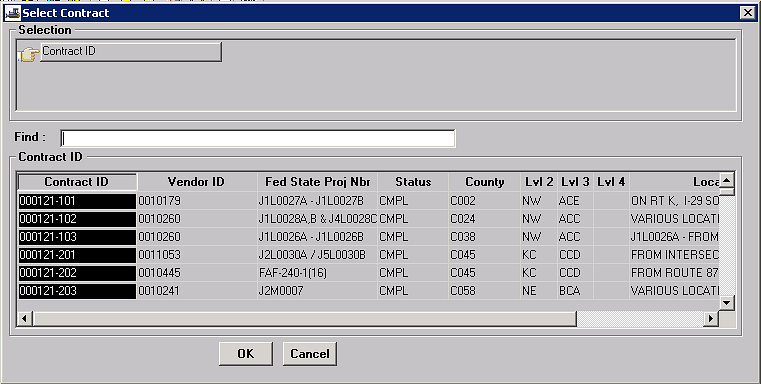 Select Contract
Selection
Contract ID
Find :
Contract ID
Contract ID Vendor ID Fed State Proj Nbr Status County Lvl 2 Lvl 3 Lvl 4 Loca
000121-101 0010179 J1L0027A - J1L0027B CMPL C002 NW ACE ON RT K, I-29 SO
000121-102 0010260 J1L0028A,B & J4L0028C CMPL C024 NW ACC VARIOUS LOCATI
000121-103 0010260 J1L0026A - J1L0026B CMPL C038 NW ACC J1L0026A - FROM
000121-201 0011053 J2L0030A / J5L0030B CMPL C045 KC CCD FROM INTERSEC
000121-202 0010445 FAF-240-1(16) CMPL C045 KC CCD FROM ROUTE 87
000121-203 0010241 J2M0007 CMPL C058 NE BCA VARIOUS LOCATI
OK Cancel